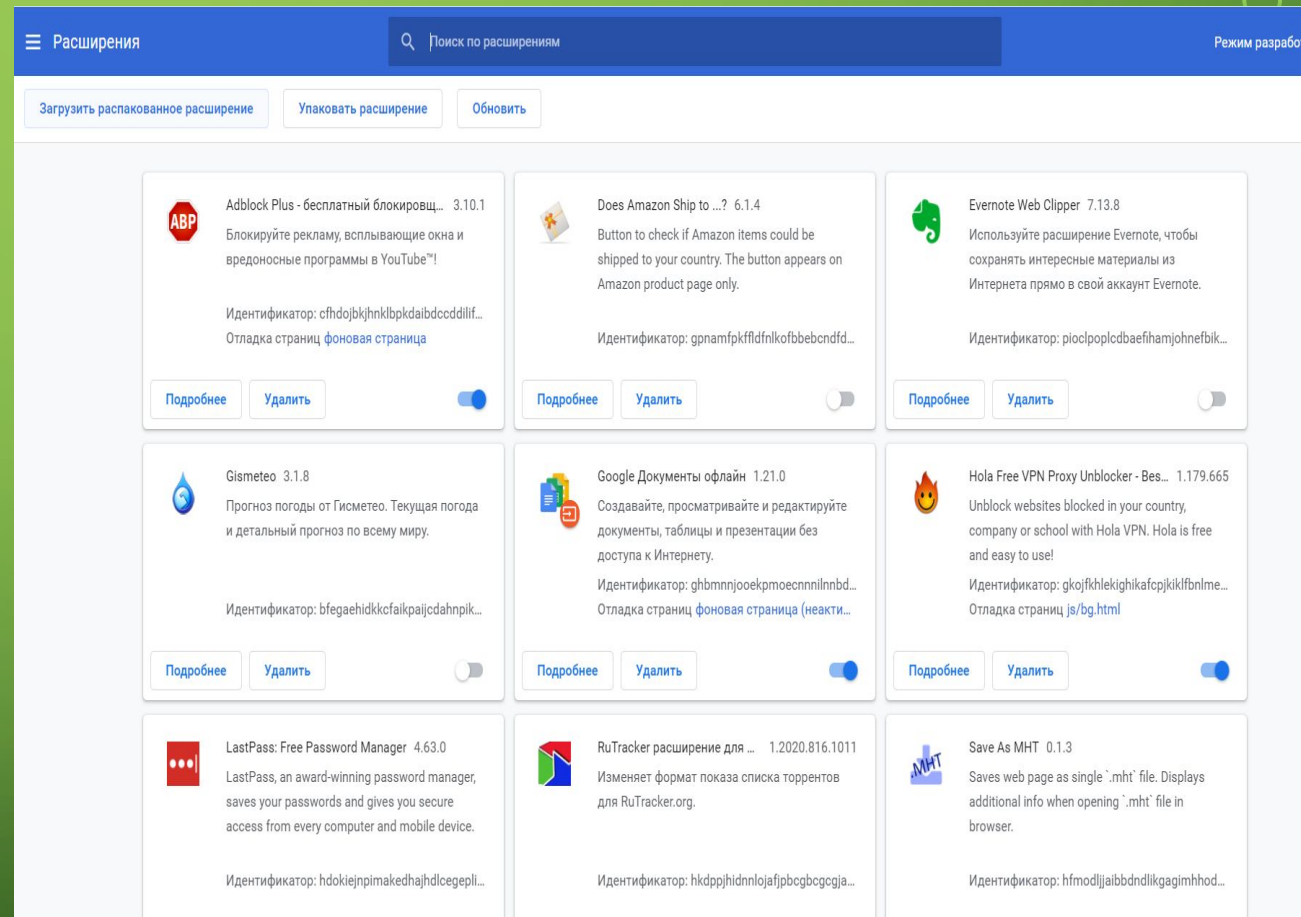 Расширения
Поиск по расширениям
Режим разрабо
Загрузить распакованное расширение
Упаковать расширение
Обновить
ABP
Adblock Plus - бесплатный блокировщ... 3.10.1
Блокируйте рекламу, всплывающие окна и
вредоносные программы в YouTube™!
Идентификатор: cfhdojbkjhnklbpkdaibdccddilif...
Отладка страниц фоновая страница
Подробнее
Удалить
Does Amazon Ship to ...? 6.1.4
Button to check if Amazon items could be
shipped to your country. The button appears on
Amazon product page only.
Идентификатор: gpnamfpkffldfnlkofbbebcndfd...
Подробнее
Удалить
Evernote Web Clipper 7.13.8
Используйте расширение Evernote, чтобы
сохранять интересные материалы из
Интернета прямо в свой аккаунт Evernote.
Идентификатор: pioclpoplcdbaefihamjohnefbik...
Подробнее
Удалить
Gismeteo 3.1.8
Прогноз погоды от Гисметео. Текущая погода
и детальный прогноз по всему миру.
Идентификатор: bfegaehidkkcfaikpaijcdahnpik...
Подробнее
Удалить
Google Документы офлайн 1.21.0
Создавайте, просматривайте и редактируйте
документы, таблицы и презентации без
доступа к Интернету.
Идентификатор: ghbmnnjooekpmoecnnnilnnbd...
Отладка страниц фоновая страница (неакти...
Подробнее
Удалить
Hola Free VPN Proxy Unblocker - Bes... 1.179.665
Unblock websites blocked in your country,
company or school with Hola VPN. Hola is free
and easy to use!
Идентификатор: gkojfkhlekighikafcpjkiklfbnlme...
Отладка страниц js/bg.html
Подробнее
Удалить
LastPass: Free Password Manager 4.63.0
LastPass, an award-winning password manager,
saves your passwords and gives you secure
access from every computer and mobile device.
Идентификатор: hdokiejnpimakedhajhdlcegepli...
RuTracker расширение для ... 1.2020.816.1011
Изменяет формат показа списка торрентов
для RuTracker.org.
Идентификатор: hkdppjhidnnlojafjpbcgbcgcgja...
.MHT
Save As MHT 0.1.3
Saves web page as single `.mht` file. Displays
additional info when opening `.mht` file in
browser.
Идентификатор: hfmodljjaibbdndlikgagimhhod...